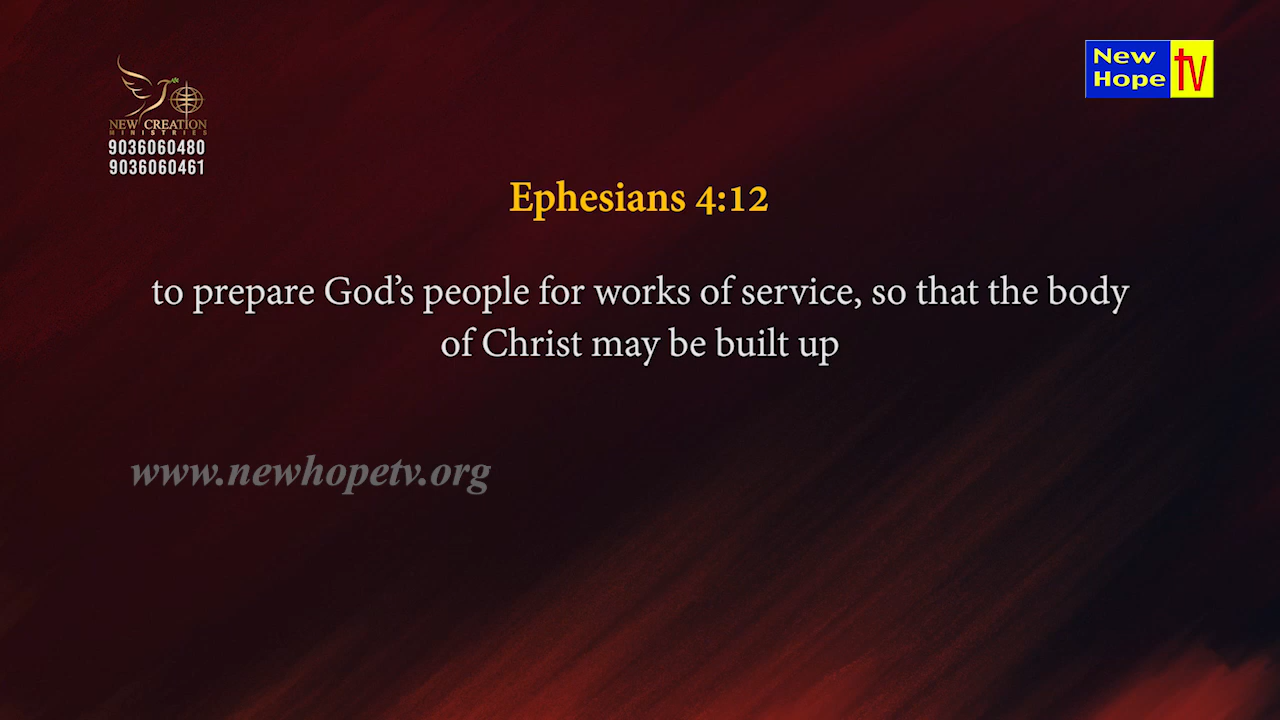 New
Hope
tv
NEW CREATION
MINISTRIES
9036060480
9036060461
Ephesians 4:12
to prepare God’s people for works of service, so that the body
of Christ may be built up
www.newhopetv.org